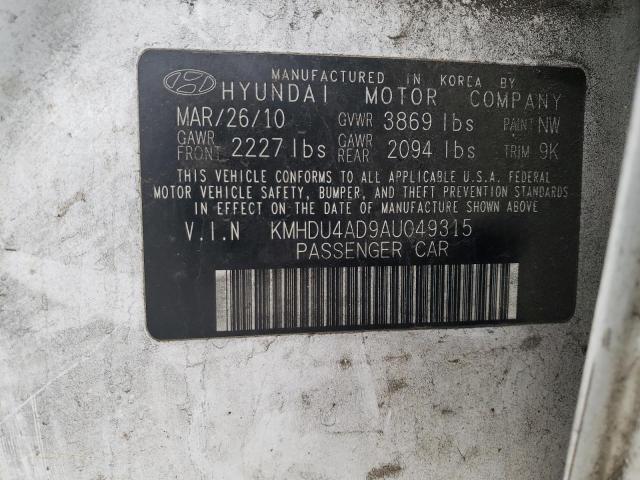 MANUFACTURED IN KOREA BY
HYUNDAI MOTOR COMPANY
MAR/26/10 GVWR 3869 lbs PAINT NW
GAWR FRONT 2227 lbs GAWR REAR 2094 lbs TRIM 9K
THIS VEHICLE CONFORMS TO ALL APPLICABLE U.S.A. FEDERAL
MOTOR VEHICLE SAFETY, BUMPER, AND THEFT PREVENTION STANDARDS
IN EFFECT ON THE DATE OF MANUFACTURE SHOWN ABOVE.
V.I.N KMHDU4AD9AU049315
PASSENGER CAR